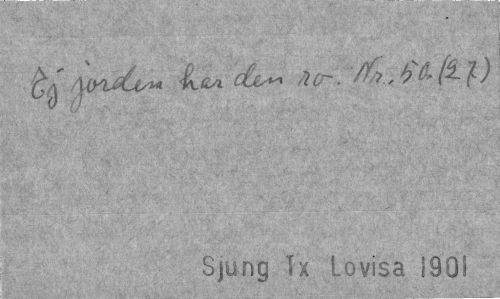 Ej jorden har den ro. Nr. 50. (27.)
Sjung Tx Lovisa 1901